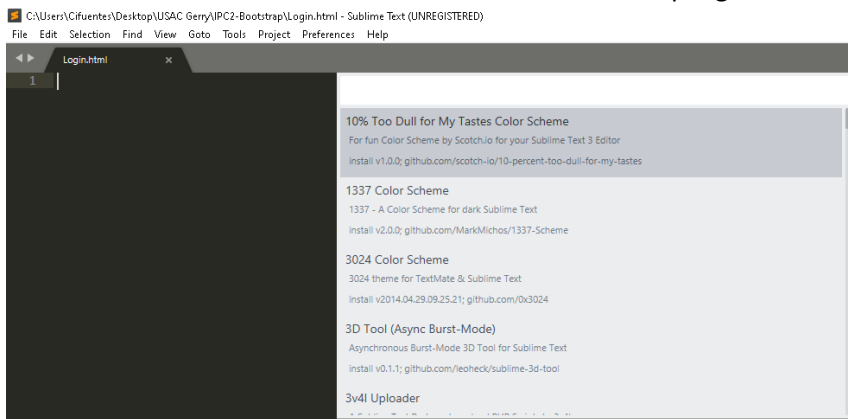 C:\Users\Cifuentes\Desktop\USAC Gerry\IPC2-Bootstrap\Login.html - Sublime Text (UNREGISTERED)
File Edit Selection Find View Goto Tools Project Preferences Help
Login.html ×
1
10% Too Dull for My Tastes Color Scheme
For fun Color Scheme by Scotch.io for your Sublime Text 3 Editor
install v1.0.0; github.com/scotch-io/10-percent-too-dull-for-my-tastes
1337 Color Scheme
1337 - A Color Scheme for dark Sublime Text
install v2.0.0; github.com/MarkMichos/1337-Scheme
3024 Color Scheme
3024 theme for TextMate & Sublime Text
install v2014.04.29.09.25.21; github.com/0x3024
3D Tool (Async Burst-Mode)
Asynchronous Burst-Mode 3D Tool for Sublime Text
install v0.1.1; github.com/leoheck/sublime-3d-tool
3v4l Uploader